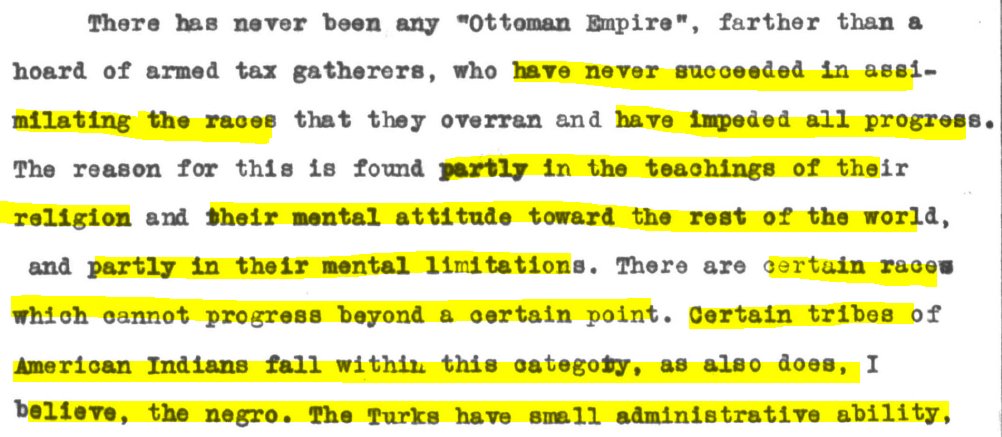 There has never been any "Ottoman Empire", farther than a
hoard of armed tax gatherers, who have never succeeded in assi-
milating the races that they overran and have impeded all progress.
The reason for this is found partly in the teachings of their
religion and their mental attitude toward the rest of the world,
and partly in their mental limitations. There are certain races
which cannot progress beyond a certain point. Certain tribes of
American Indians fall within this category, as also does, I
believe, the negro. The Turks have small administrative ability,